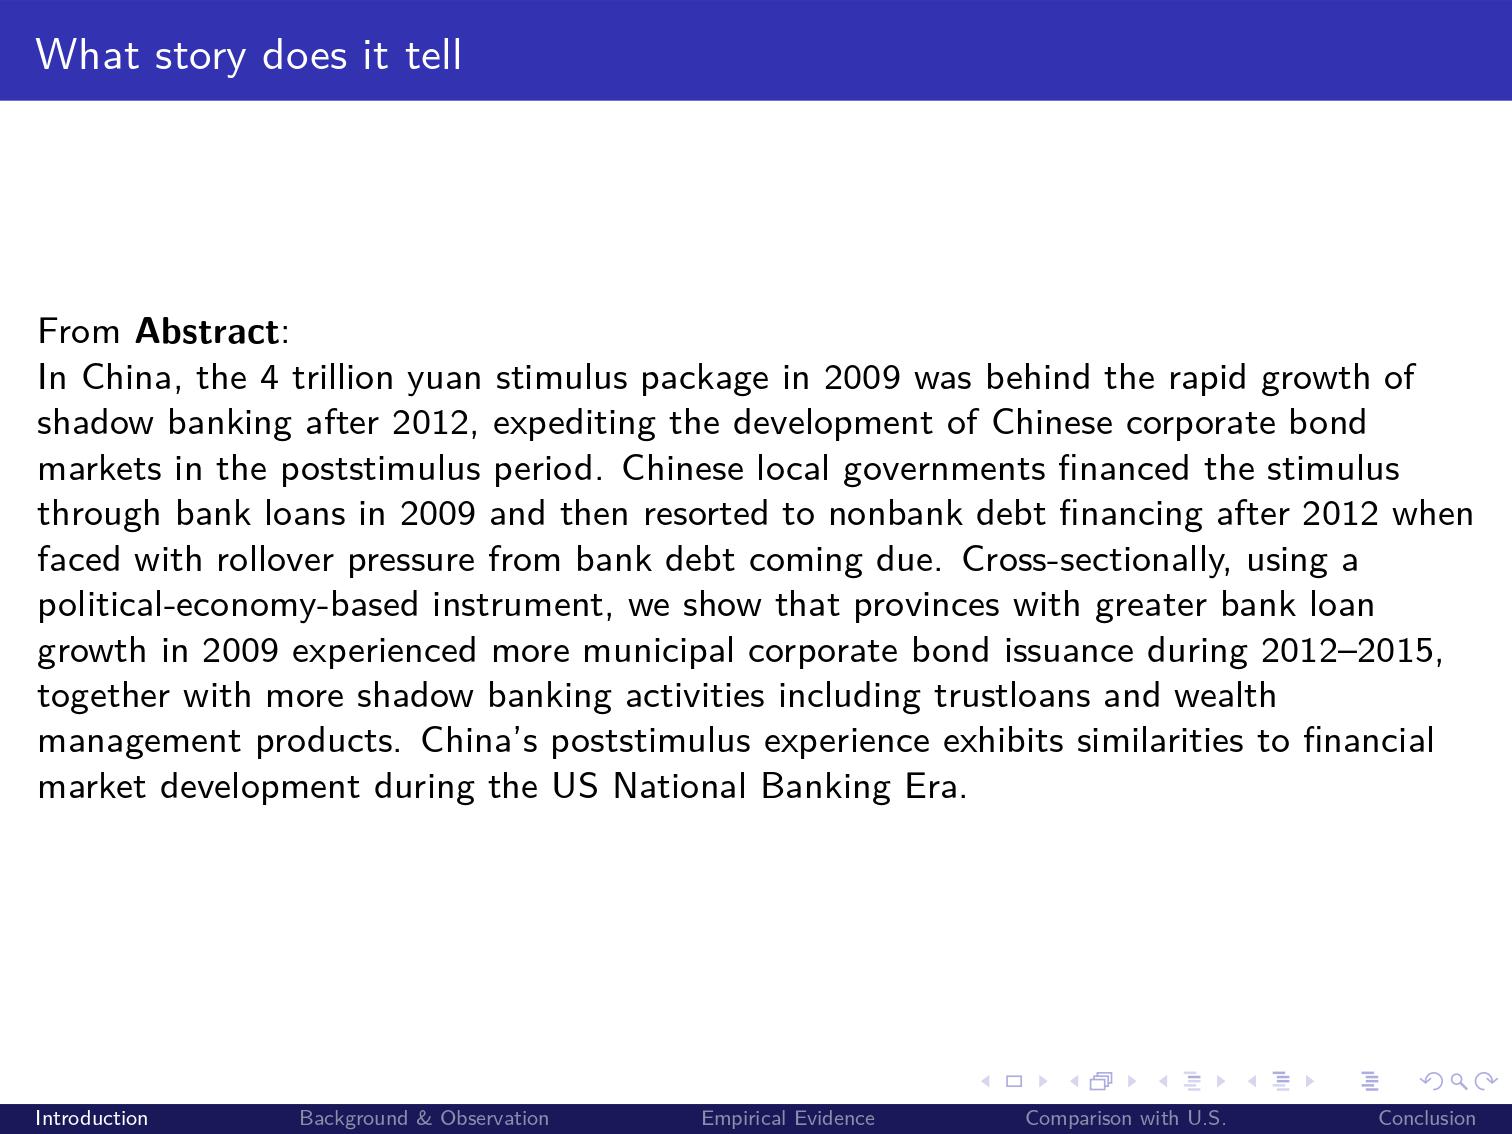 What story does it tell
From Abstract:
In China, the 4 trillion yuan stimulus package in 2009 was behind the rapid growth of
shadow banking after 2012, expediting the development of Chinese corporate bond
markets in the poststimulus period. Chinese local governments financed the stimulus
through bank loans in 2009 and then resorted to nonbank debt financing after 2012 when
faced with rollover pressure from bank debt coming due. Cross-sectionally, using a
political-economy-based instrument, we show that provinces with greater bank loan
growth in 2009 experienced more municipal corporate bond issuance during 2012–2015,
together with more shadow banking activities including trustloans and wealth
management products. China's poststimulus experience exhibits similarities to financial
market development during the US National Banking Era.
Introduction Background & Observation Empirical Evidence Comparison with U.S. Conclusion